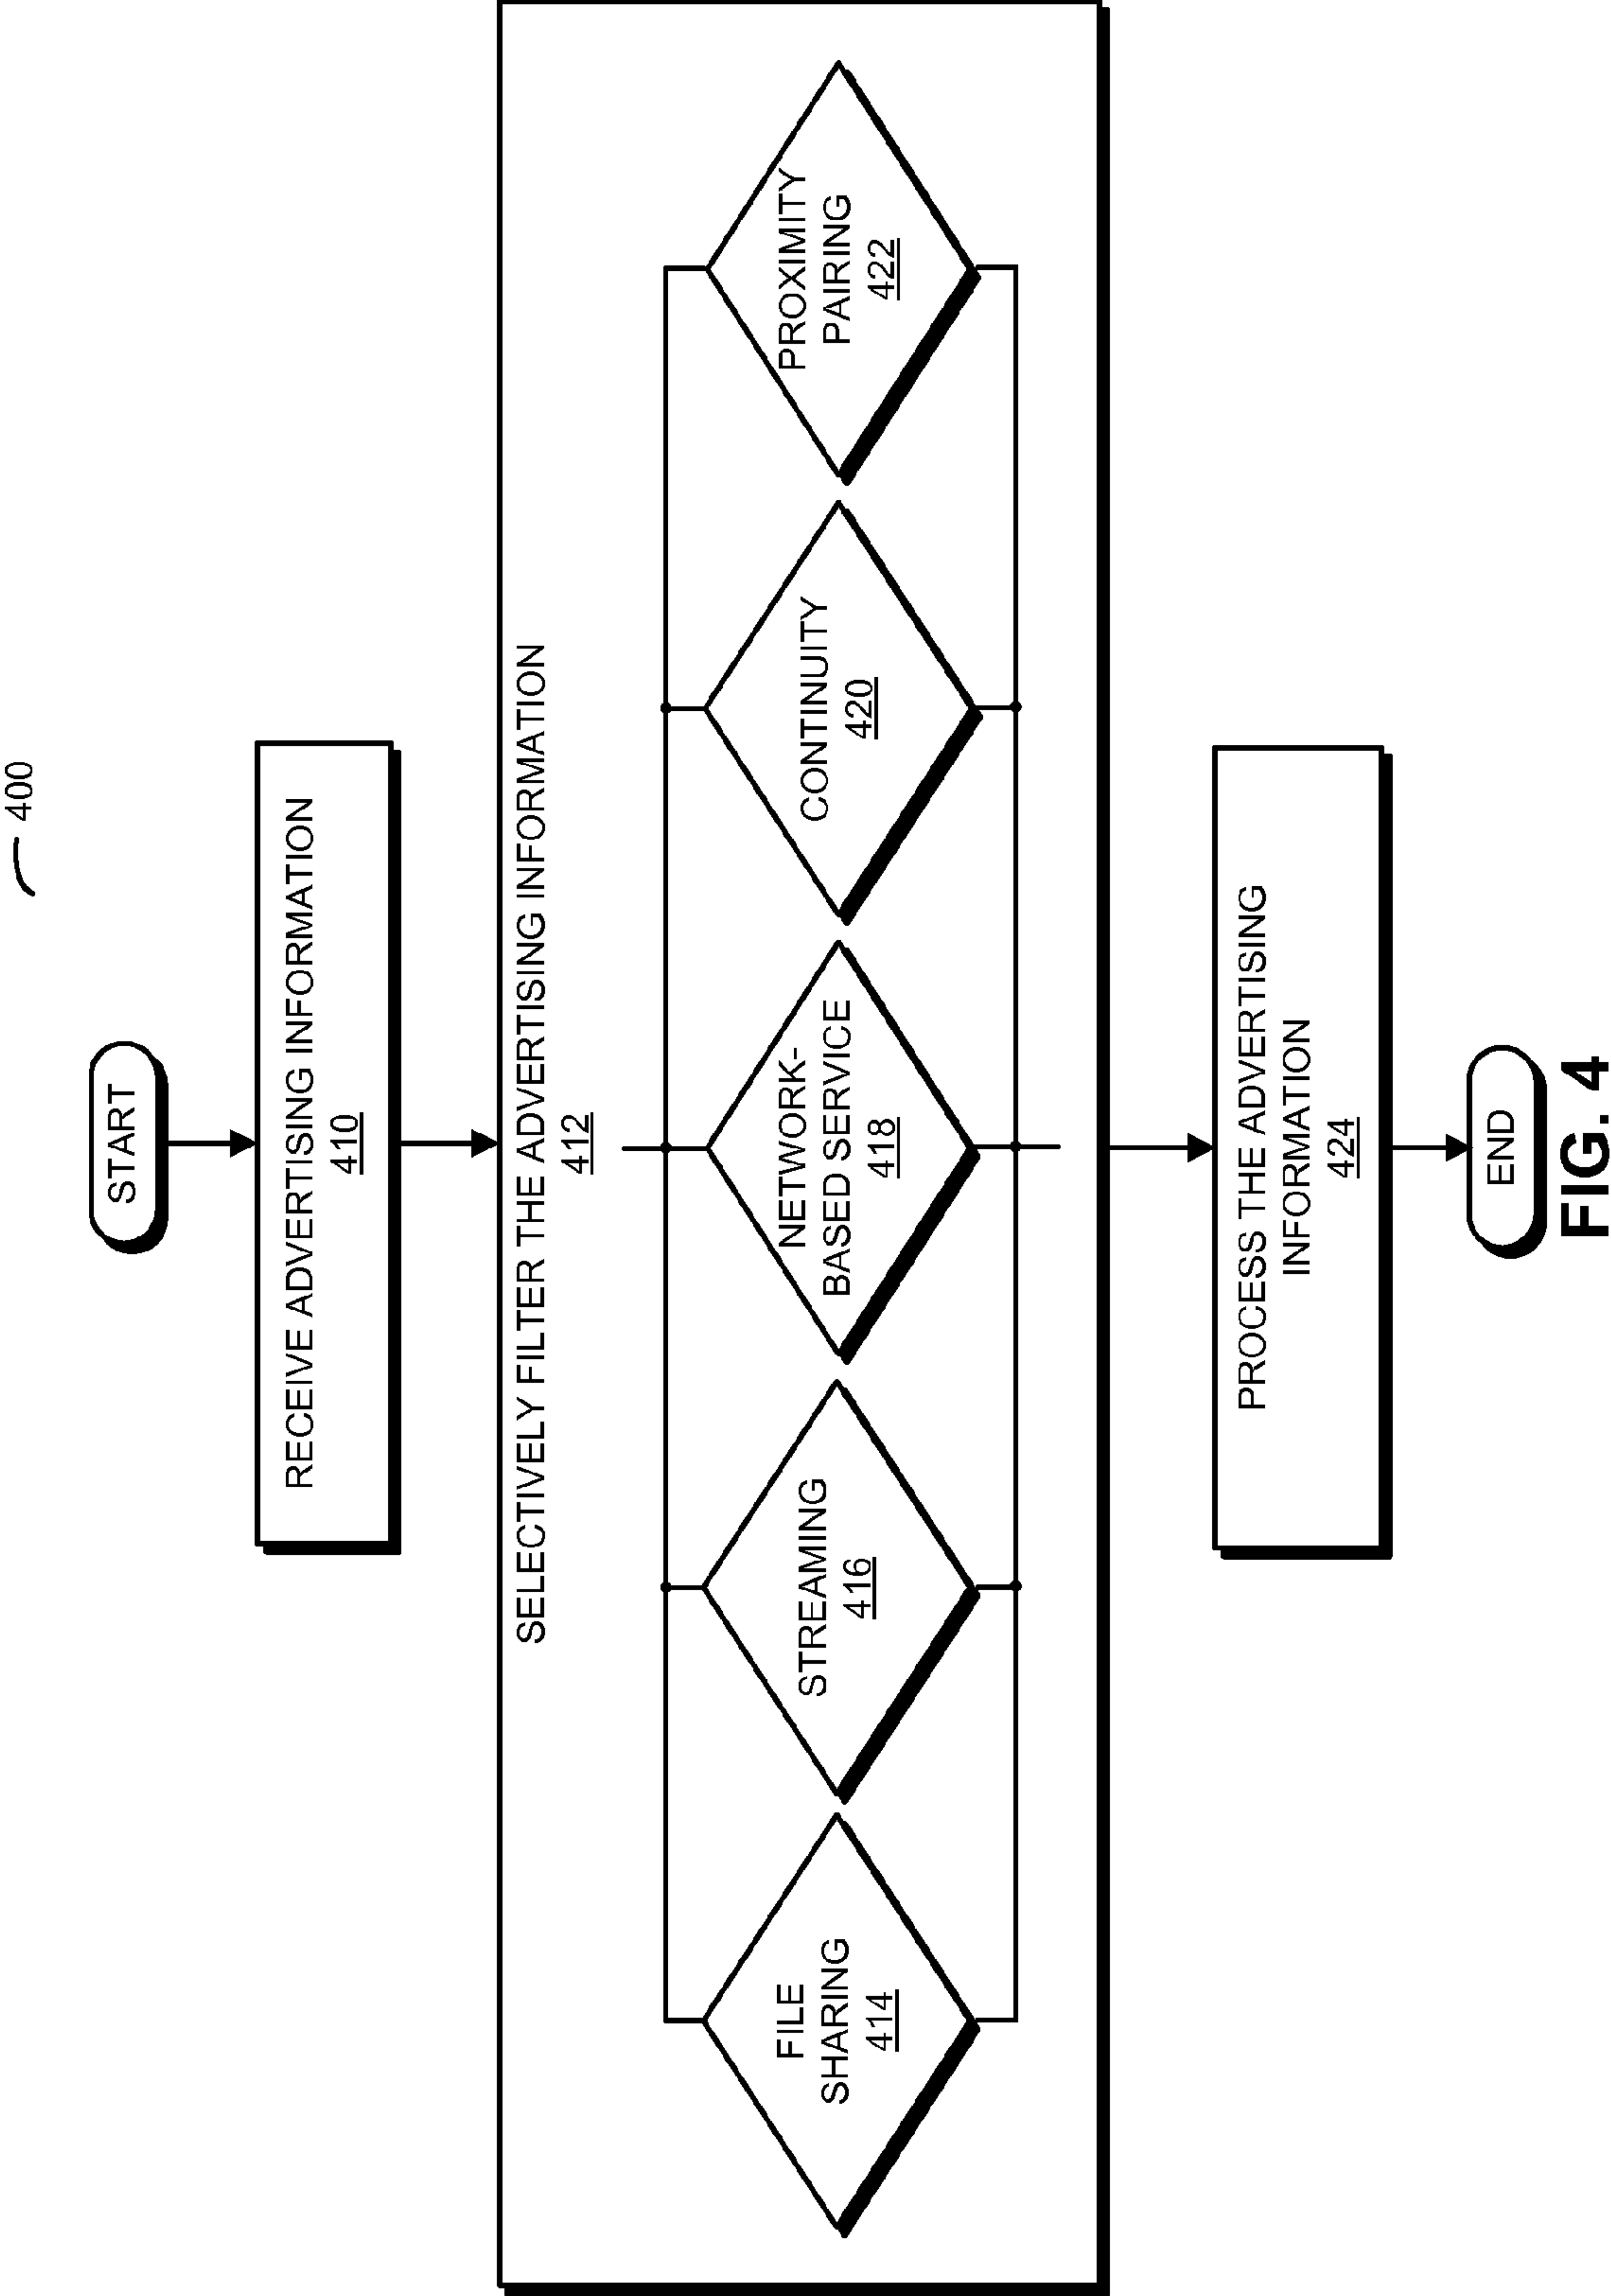 400
START
RECEIVE ADVERTISING INFORMATION
410
SELECTIVELY FILTER THE ADVERTISING INFORMATION
412
FILE
SHARING
414
STREAMING
416
NETWORK-
BASED SERVICE
418
CONTINUITY
420
PROXIMITY
PAIRING
422
PROCESS THE ADVERTISING
INFORMATION
424
END
FIG. 4